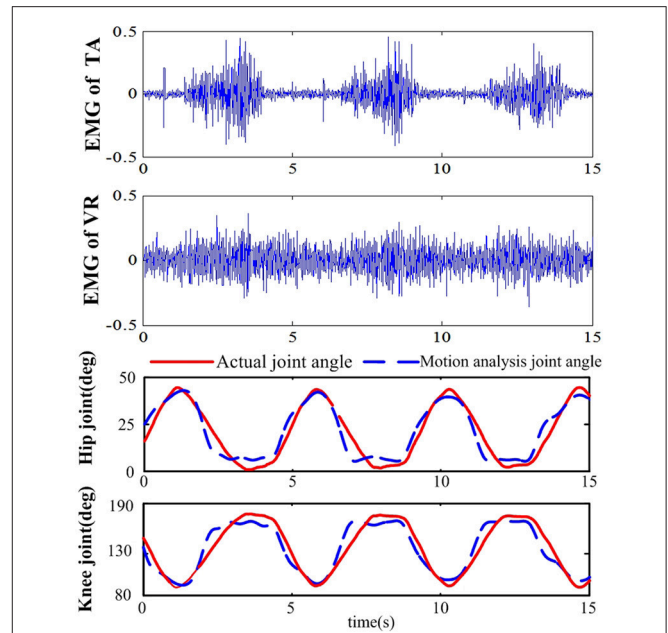 EMG of TA
0.5
0
-0.5
0 5 10 15
EMG of VR
0.5
0
-0.5
0 5 10 15
Actual joint angle Motion analysis joint angle
Hip joint(deg)
50
25
0
0 5 10 15
Knee joint(deg)
190
130
80
0 5 10 15
time(s)